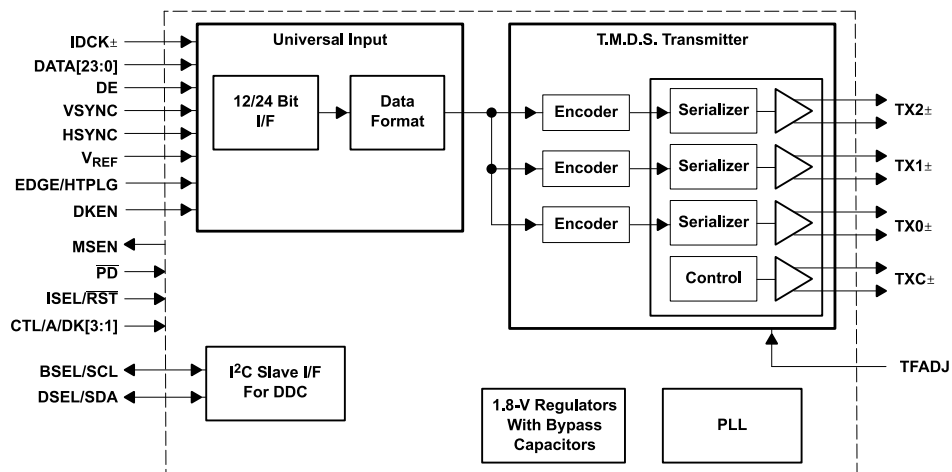 Universal Input
T.M.D.S. Transmitter
IDCK±
DATA[23:0]
DE
VSYNC
HSYNC
VREF
EDGE/HTPLG
DKEN
MSEN
PD
ISEL/RST
CTL/A/DK[3:1]
BSEL/SCL
DSEL/SDA
12/24 Bit
I/F
Data
Format
Encoder
Serializer
TX2±
Encoder
Serializer
TX1±
Encoder
Serializer
TX0±
Control
TXC±
TFADJ
I2C Slave I/F
For DDC
1.8-V Regulators
With Bypass
Capacitors
PLL